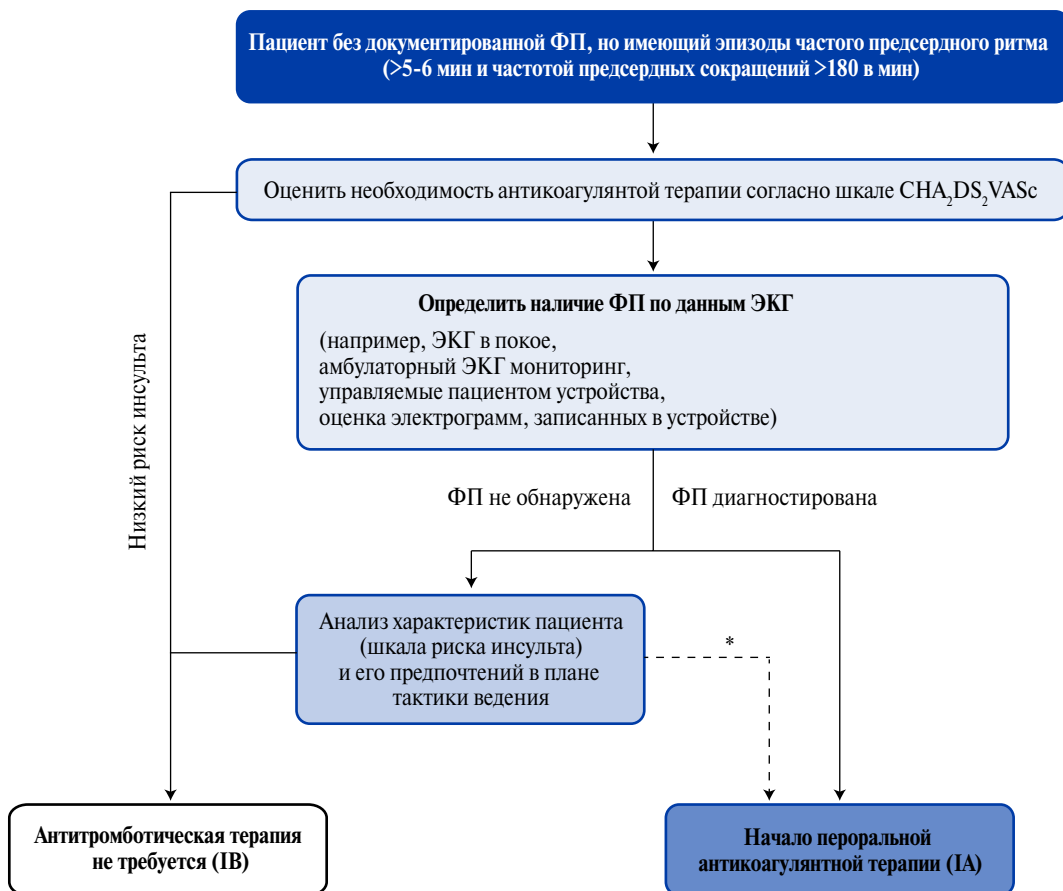 Пациент без документированной ФП, но имеющий эпизоды частого предсердного ритма
(>5-6 мин и частотой предсердных сокращений >180 в мин)
Оценить необходимость антикоагулянтой терапии согласно шкале CHA₂DS₂VASc
Определить наличие ФП по данным ЭКГ
(например, ЭКГ в покое,
амбулаторный ЭКГ мониторинг,
управляемые пациентом устройства,
оценка электрограмм, записанных в устройстве)
Низкий риск инсульта
ФП не обнаружена
ФП диагностирована
Анализ характеристик пациента
(шкала риска инсульта)
и его предпочтений в плане
тактики ведения
*
Антитромботическая терапия
не требуется (IB)
Начало пероральной
антикоагулянтной терапии (IA)